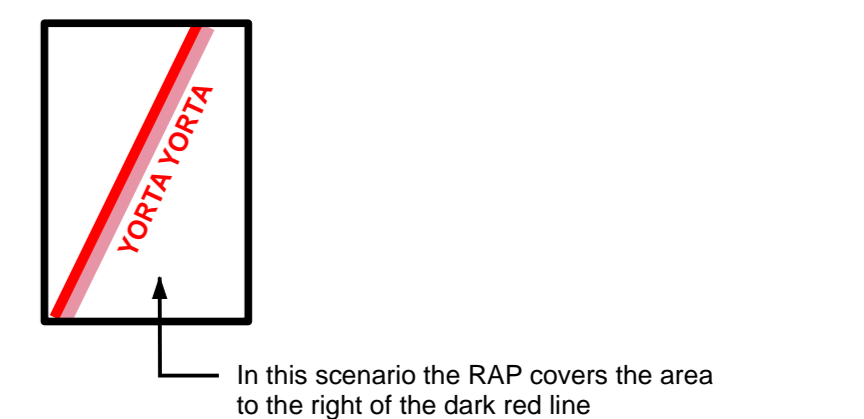 YORTA YORTA
In this scenario the RAP covers the area
to the right of the dark red line